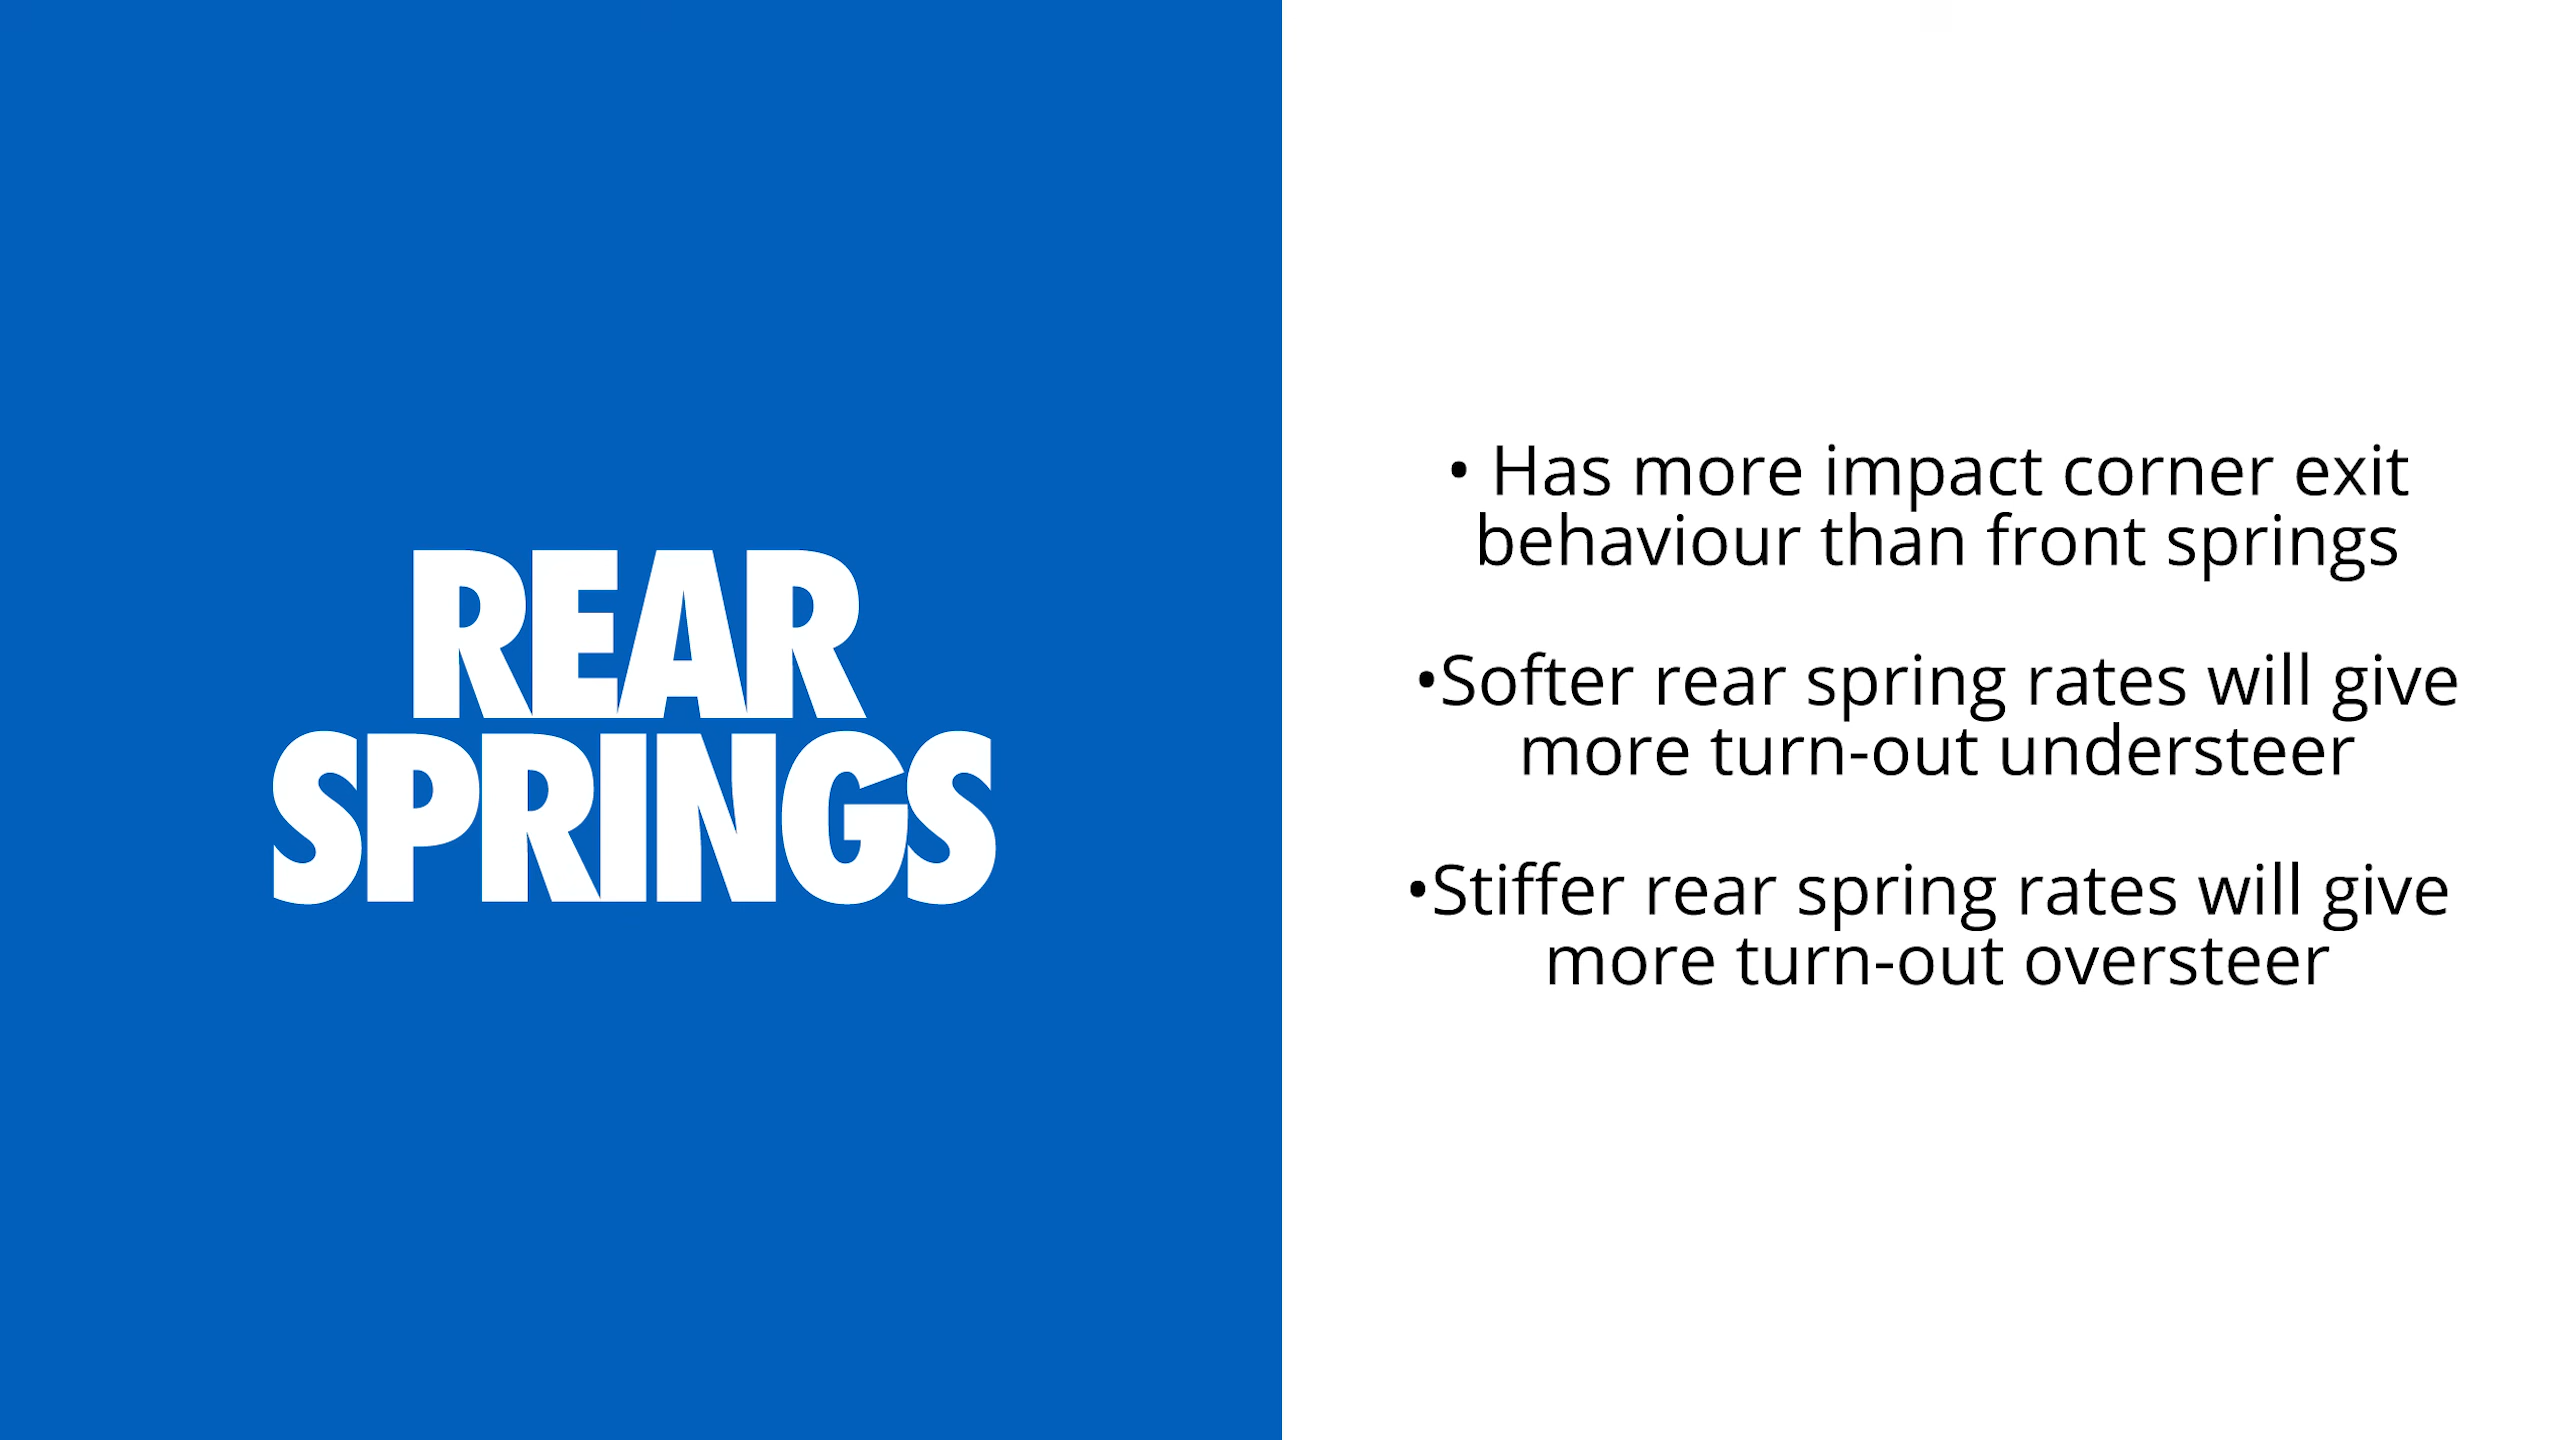 REAR
SPRINGS
• Has more impact corner exit
behaviour than front springs
•Softer rear spring rates will give
more turn-out understeer
•Stiffer rear spring rates will give
more turn-out oversteer